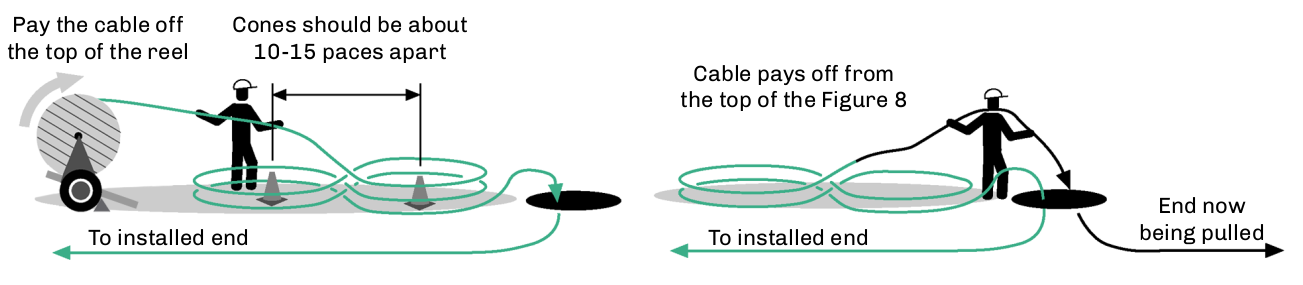 Pay the cable off
the top of the reel
Cones should be about
10-15 paces apart
To installed end
Cable pays off from
the top of the Figure 8
To installed end
End now
being pulled